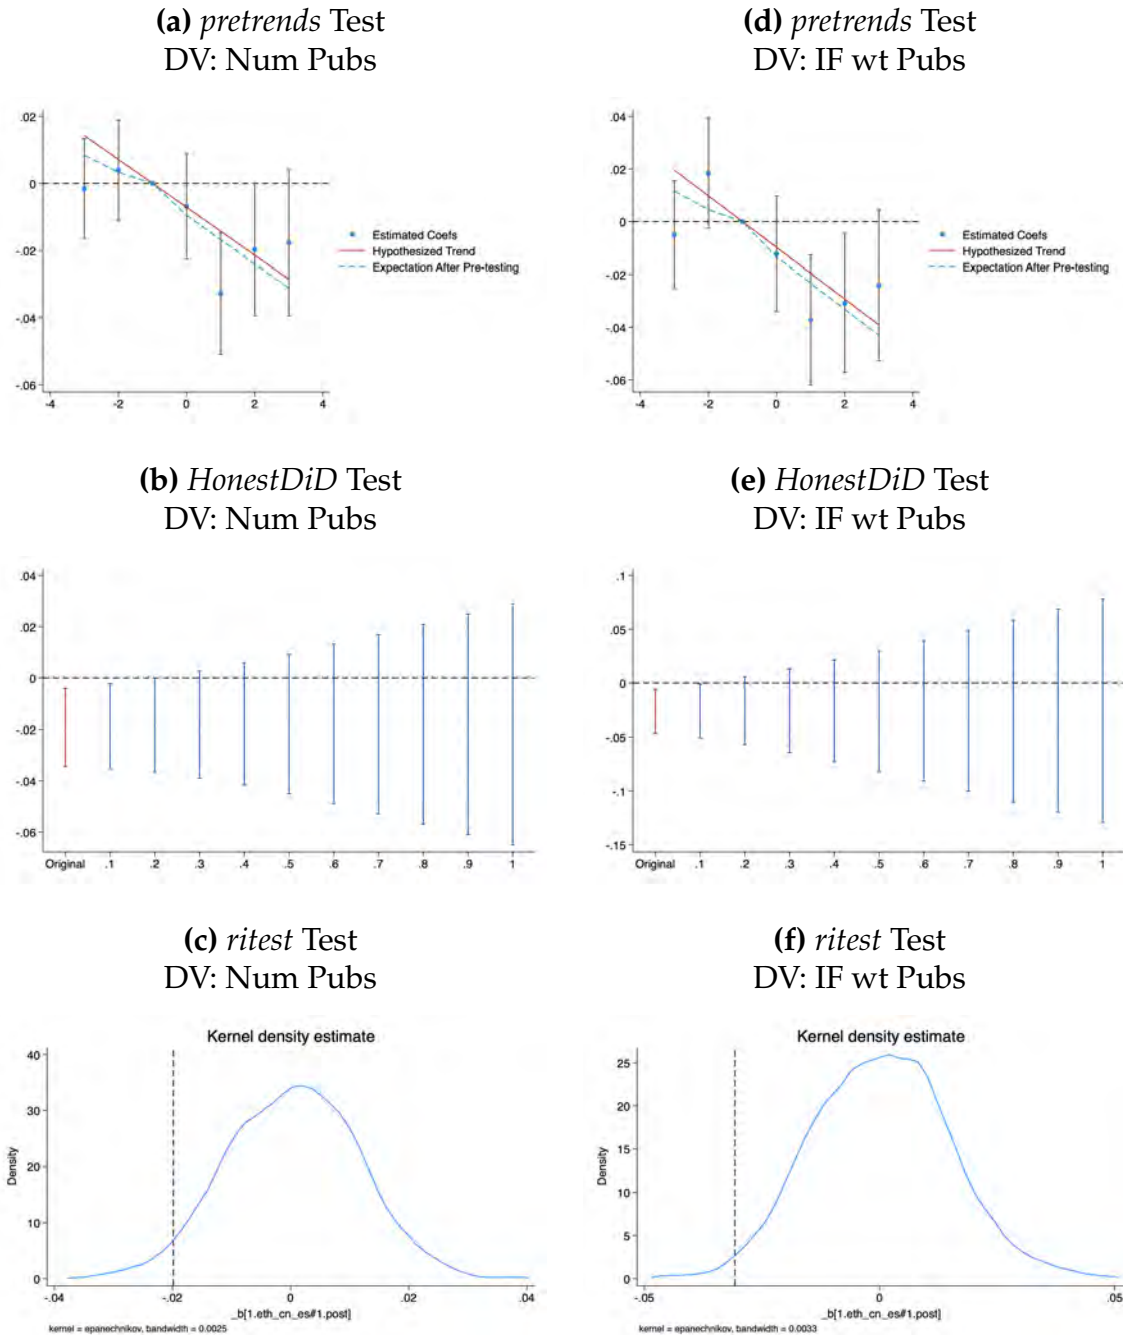 (a) pretrends Test
DV: Num Pubs
.02
0
-.02
-.04
-.06
-4
-2
0
2
4
Estimated Coefs
Hypothesized Trend
Expectation After Pre-testing
(d) pretrends Test
DV: IF wt Pubs
.04
.02
0
-.02
-.04
-.06
-4
-2
0
2
4
Estimated Coefs
Hypothesized Trend
Expectation After Pre-testing
(b) HonestDiD Test
DV: Num Pubs
.04
.02
0
-.02
-.04
-.06
Original
.1
.2
.3
.4
.5
.6
.7
.8
.9
1
(e) HonestDiD Test
DV: IF wt Pubs
.1
.05
0
-.05
-.1
-.15
Original
.1
.2
.3
.4
.5
.6
.7
.8
.9
1
(c) ritest Test
DV: Num Pubs
Kernel density estimate
Density
40
30
20
10
0
-.04
-.02
0
.02
.04
_b[1.eth_cn_es#1.post]
kernel = epanechnikov, bandwidth = 0.0025
(f) ritest Test
DV: IF wt Pubs
Kernel density estimate
Density
25
20
15
10
5
0
-.05
0
.05
_b[1.eth_cn_es#1.post]
kernel = epanechnikov, bandwidth = 0.0033